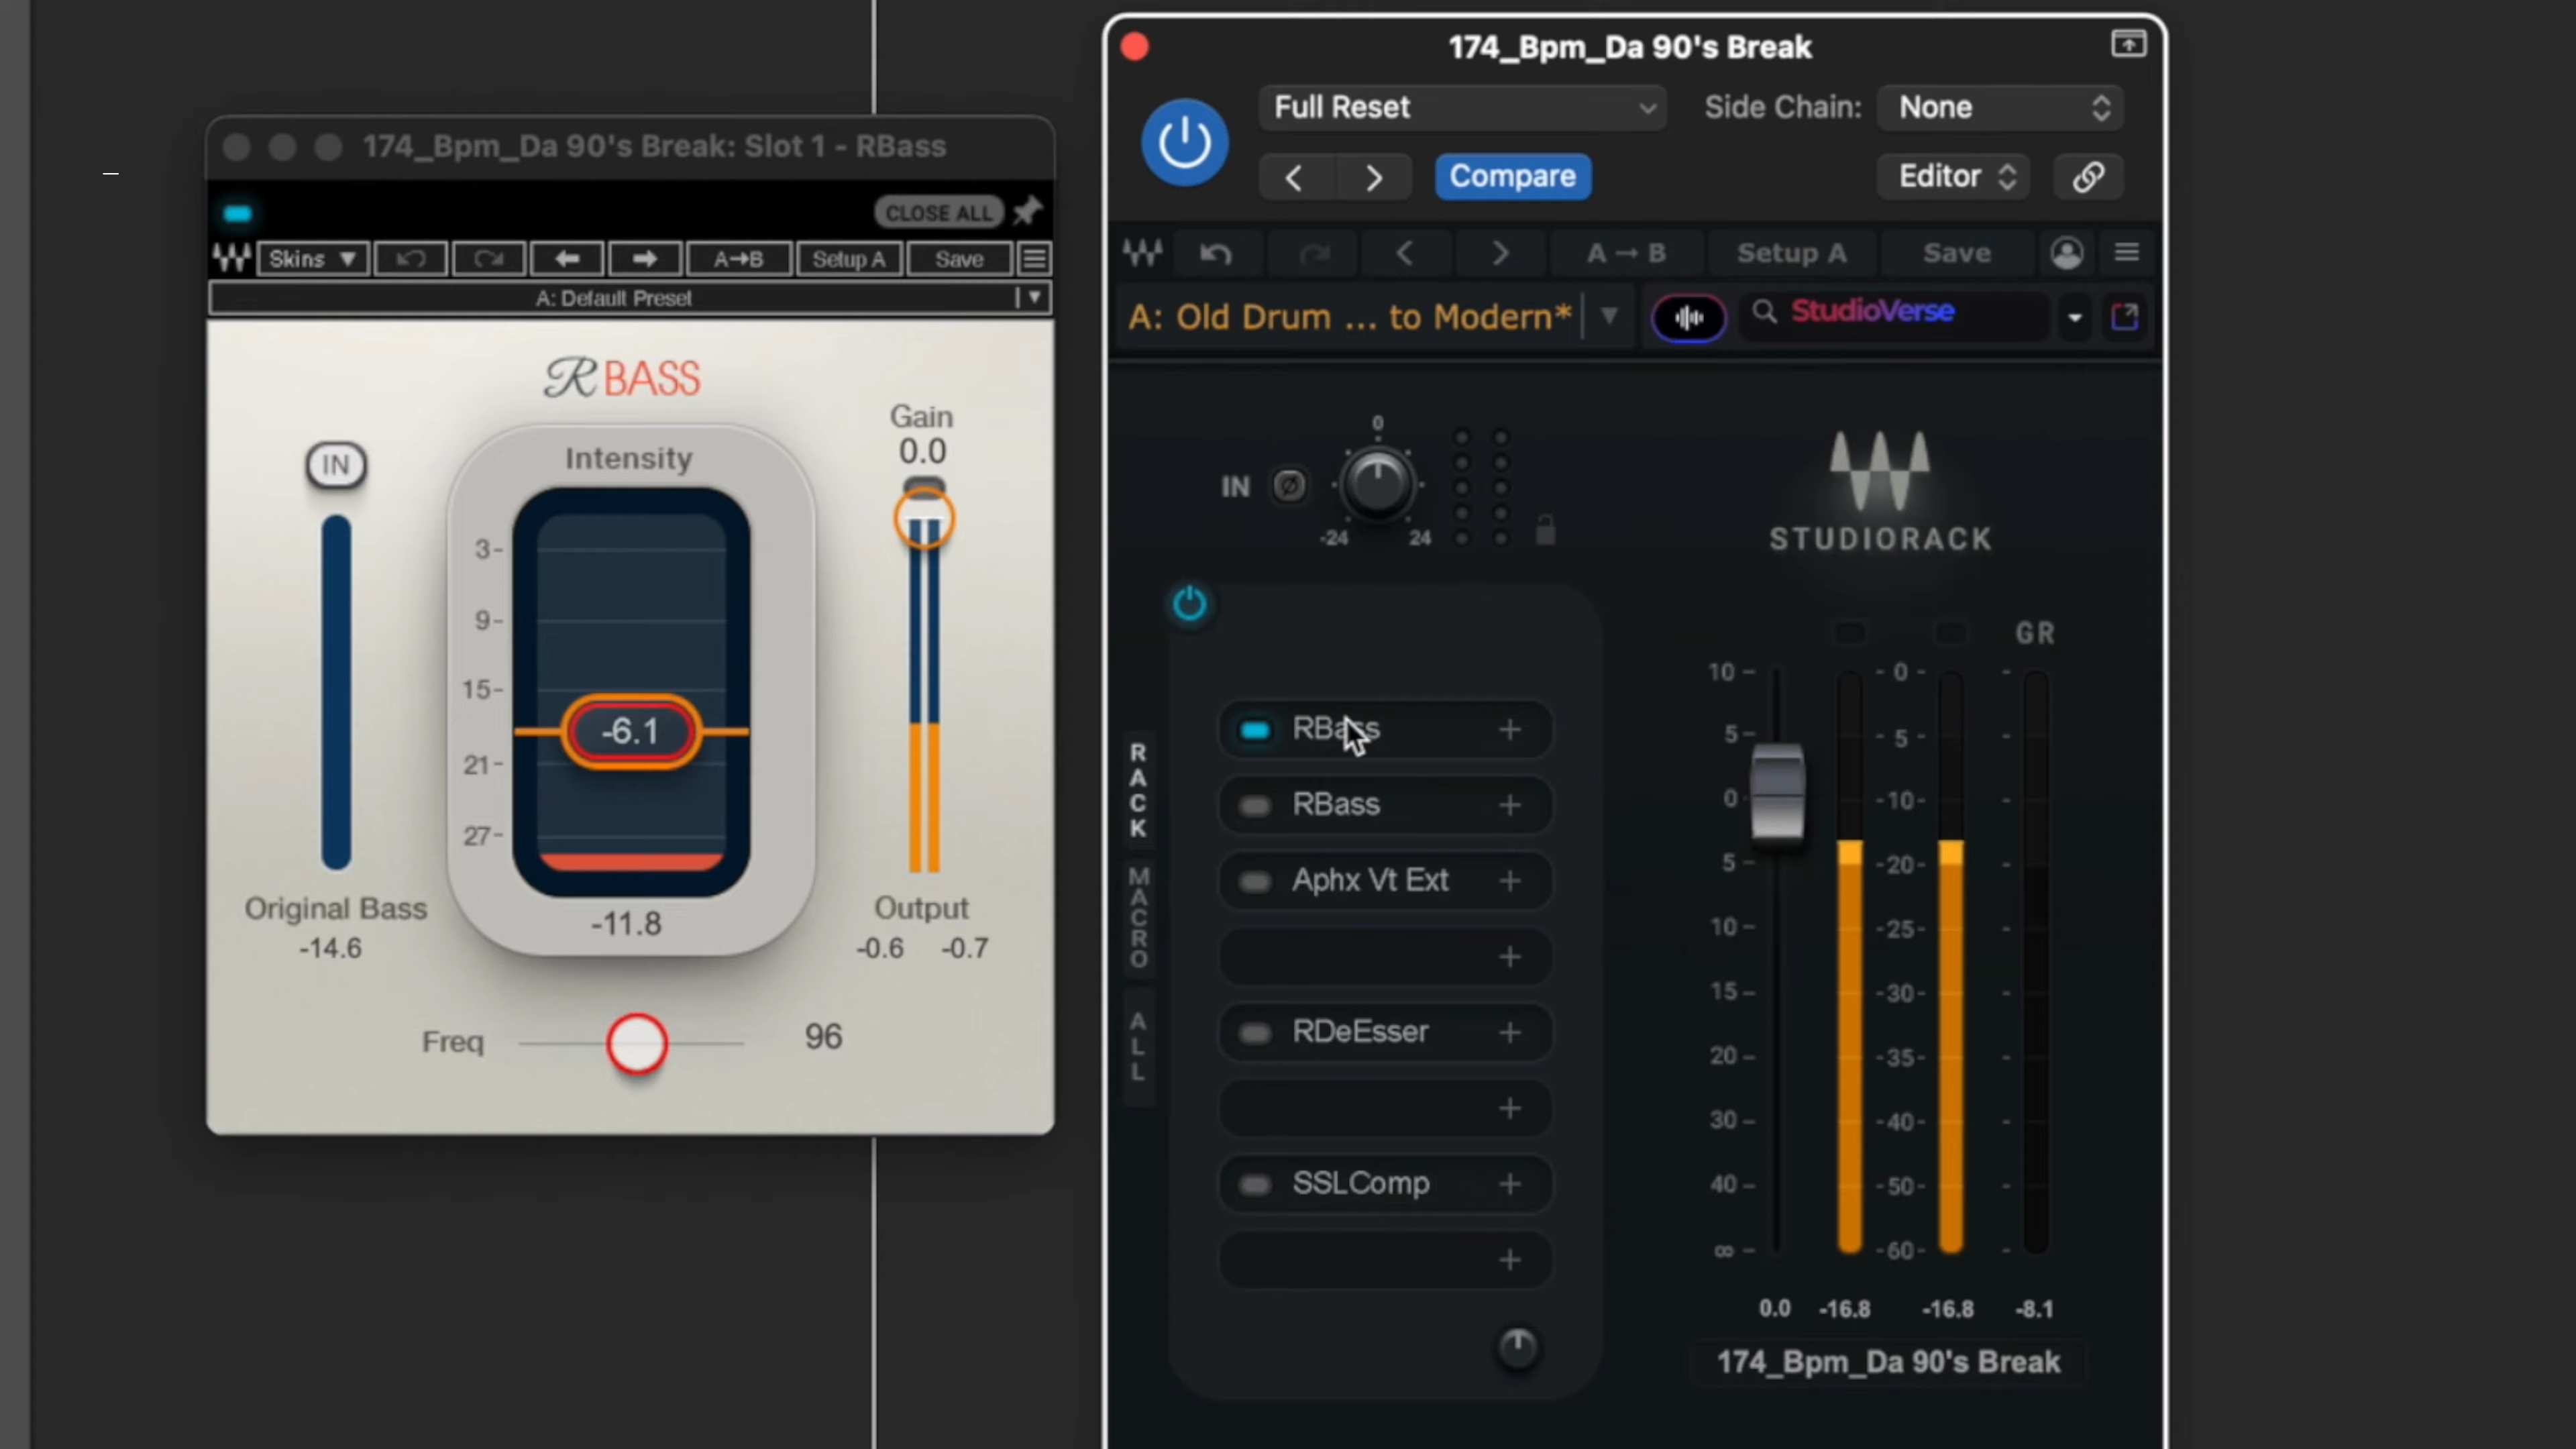 174_Bpm_Da 90's Break: Slot 1 - RBass
CLOSE ALL
Skins ▼ A→B Setup A Save
A: Default Preset
R BASS
IN
Intensity
Gain
0.0
3-
9-
15-
-6.1
21-
27-
Original Bass
-14.6
-11.8
Output
-0.6 -0.7
Freq 96
174_Bpm_Da 90's Break
Full Reset
Side Chain: None
Compare
Editor
A → B Setup A Save
A: Old Drum ... to Modern*
StudioVerse
IN
0
-24 24
STUDIORACK
RACK
MACRO
ALL
RBass +
RBass +
Aphx Vt Ext +
+
RDeEsser +
+
SSLComp +
+
GR
10 - - 0 - -
5 - - 5 - -
0 - -10- -
5 - -20- -
10 - -25- -
15 - -30- -
20 - -35- -
30 - -40- -
40 - -50- -
∞ - -60- -
0.0 -16.8 -16.8 -8.1
174_Bpm_Da 90's Break